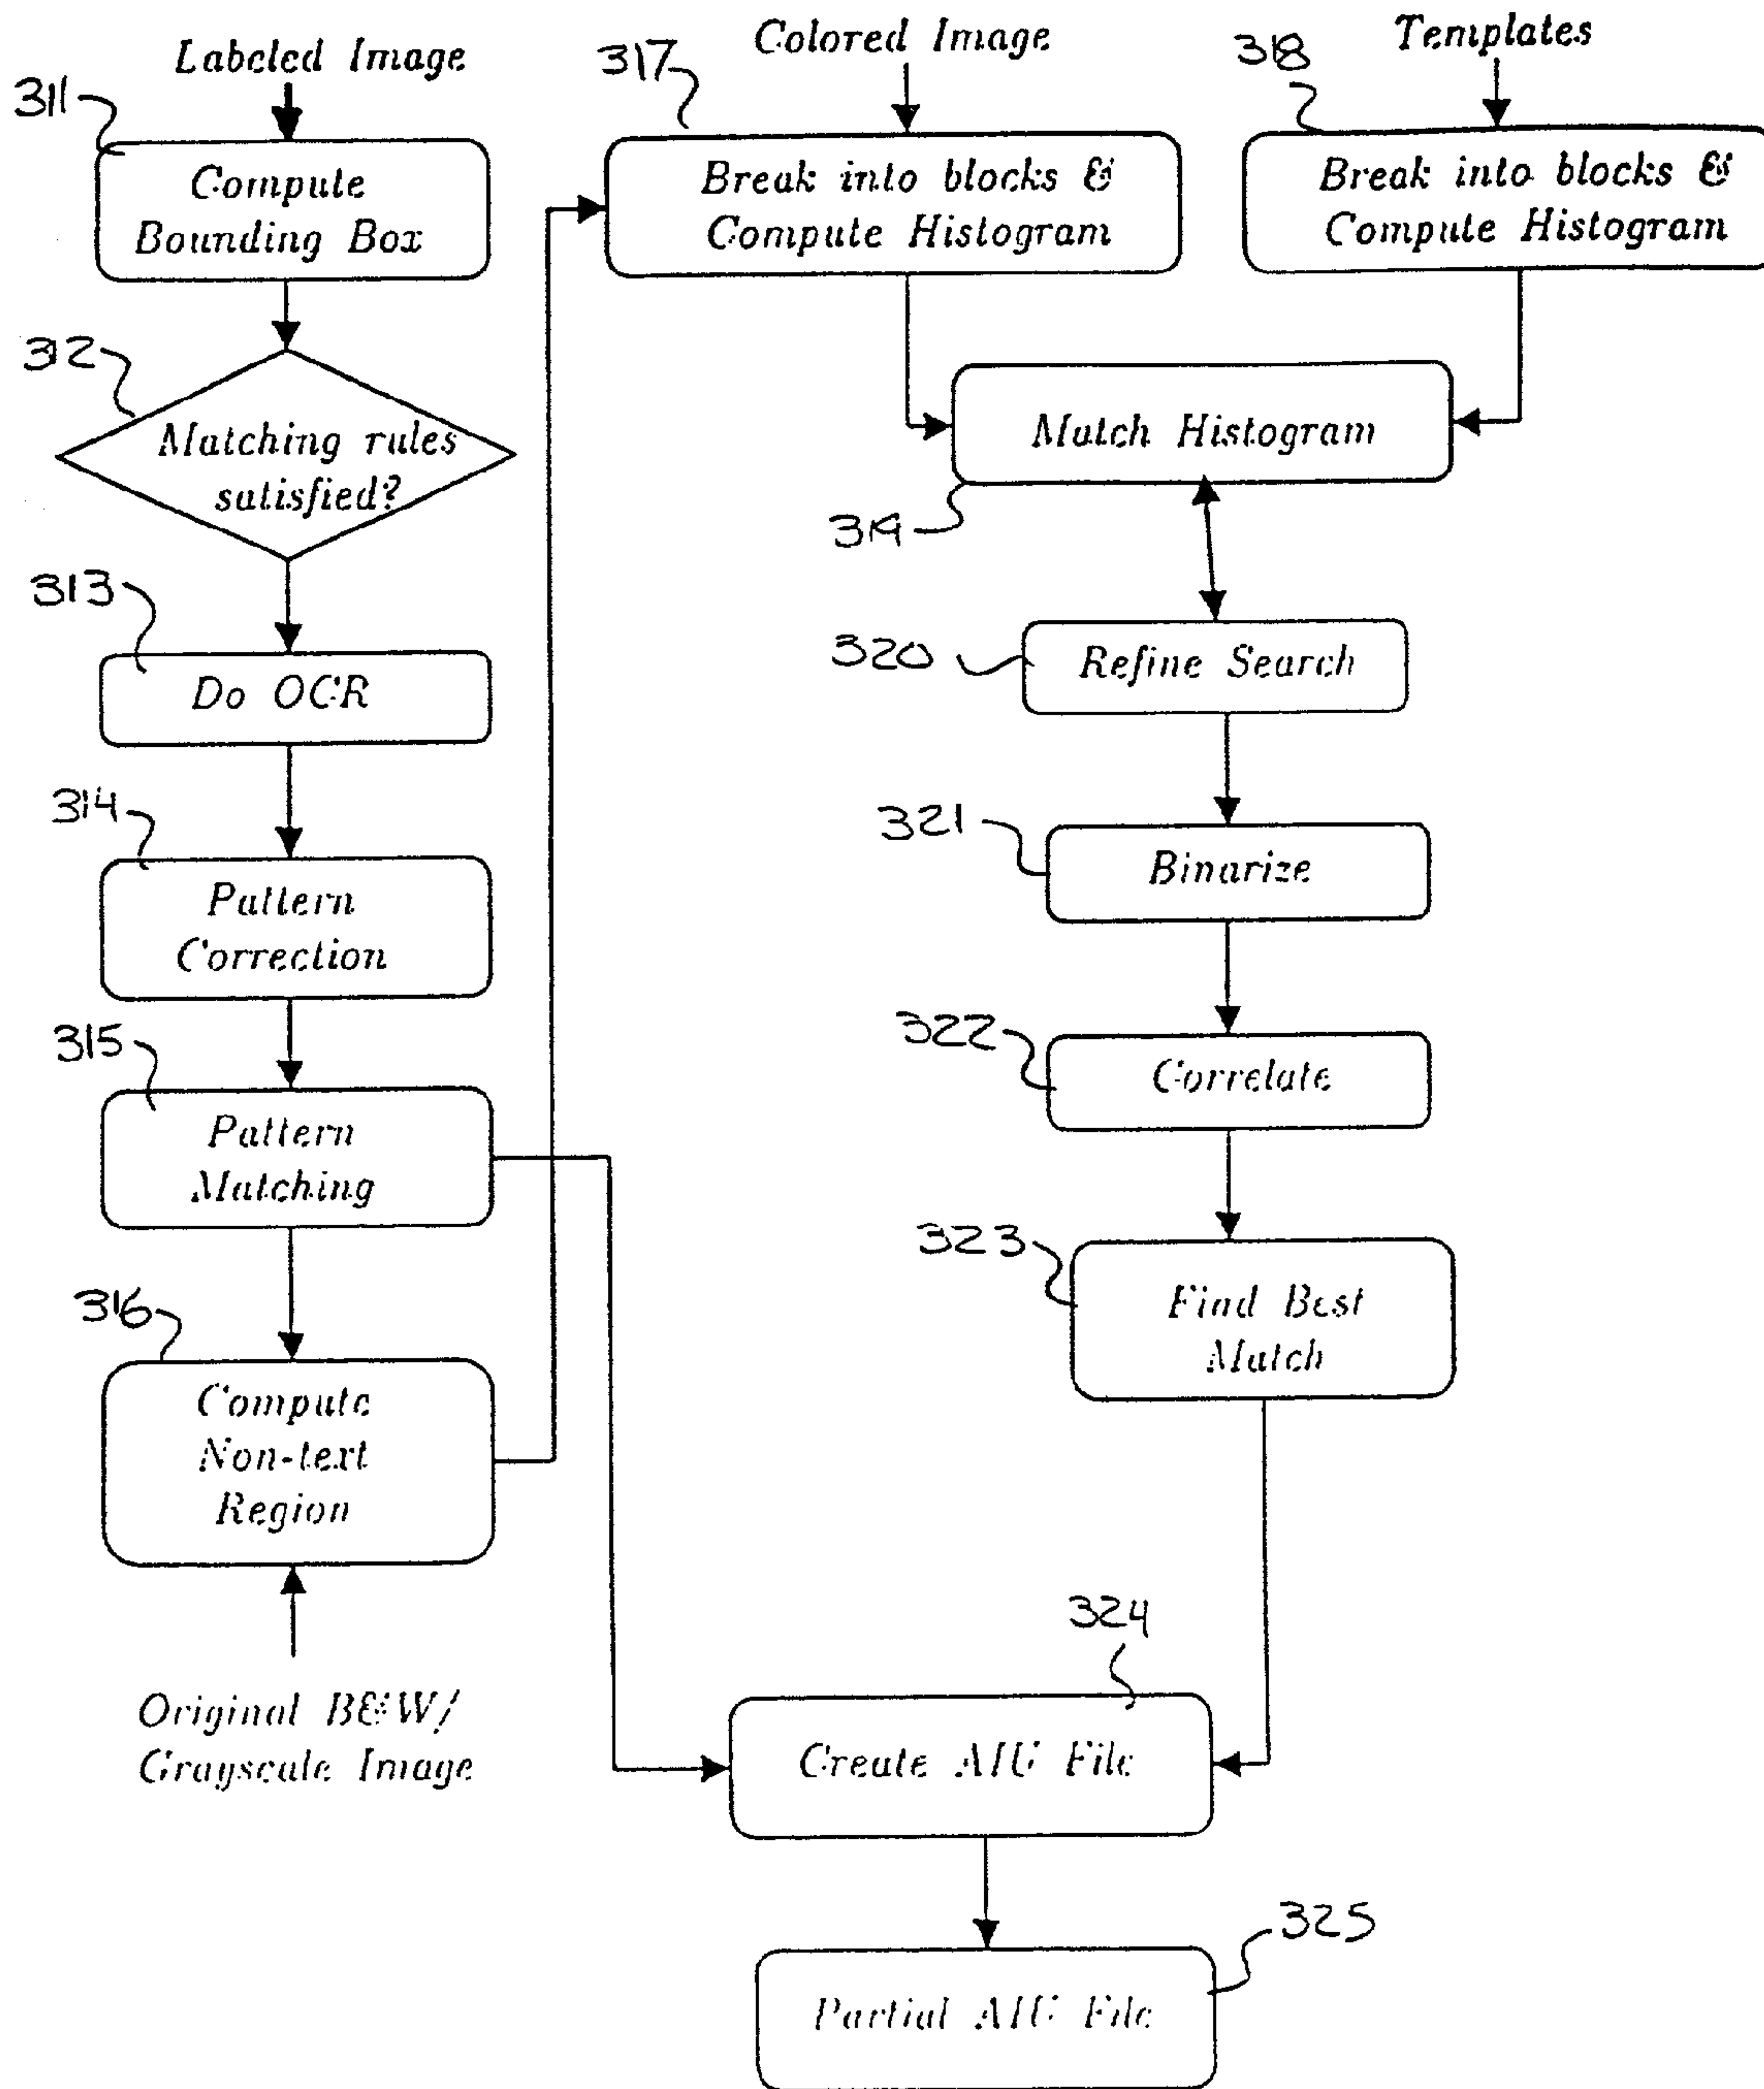 Labeled Image
311
Compute
Bounding Box
312
Matching rules
satisfied?
313
Do OCR
314
Pattern
Correction
315
Pattern
Matching
316
Compute
Non-text
Region
Original B&W/
Grayscale Image
Colored Image
317
Break into blocks &
Compute Histogram
Templates
318
Break into blocks &
Compute Histogram
Match Histogram
319
320
Refine Search
321
Binarize
322
Correlate
323
Find Best
Match
324
Create File
325
Partial File